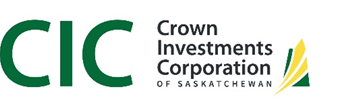 CIC
Crown
Investments
Corporation
OF SASKATCHEWAN